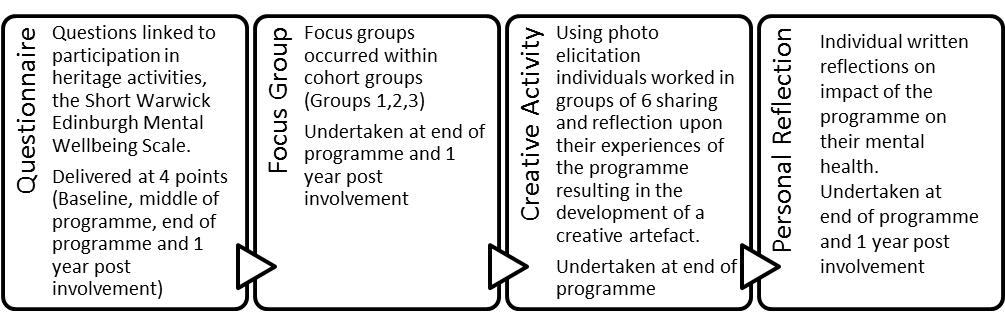 Questionnaire
Questions linked to
participation in
heritage activities,
the Short Warwick
Edinburgh Mental
Wellbeing Scale.
Delivered at 4 points
(Baseline, middle of
programme, end of
programme and 1
year post
involvement)
Focus Group
Focus groups
occurred within
cohort groups
(Groups 1,2,3)
Undertaken at end of
programme and 1
year post
involvement
Creative Activity
Using photo
elicitation
individuals worked in
groups of 6 sharing
and reflection upon
their experiences of
the programme
resulting in the
development of a
creative artefact.
Undertaken at end of
programme
Personal Reflection
Individual written
reflections on
impact of the
programme on
their mental
health.
Undertaken at
end of programme
and 1 year post
involvement